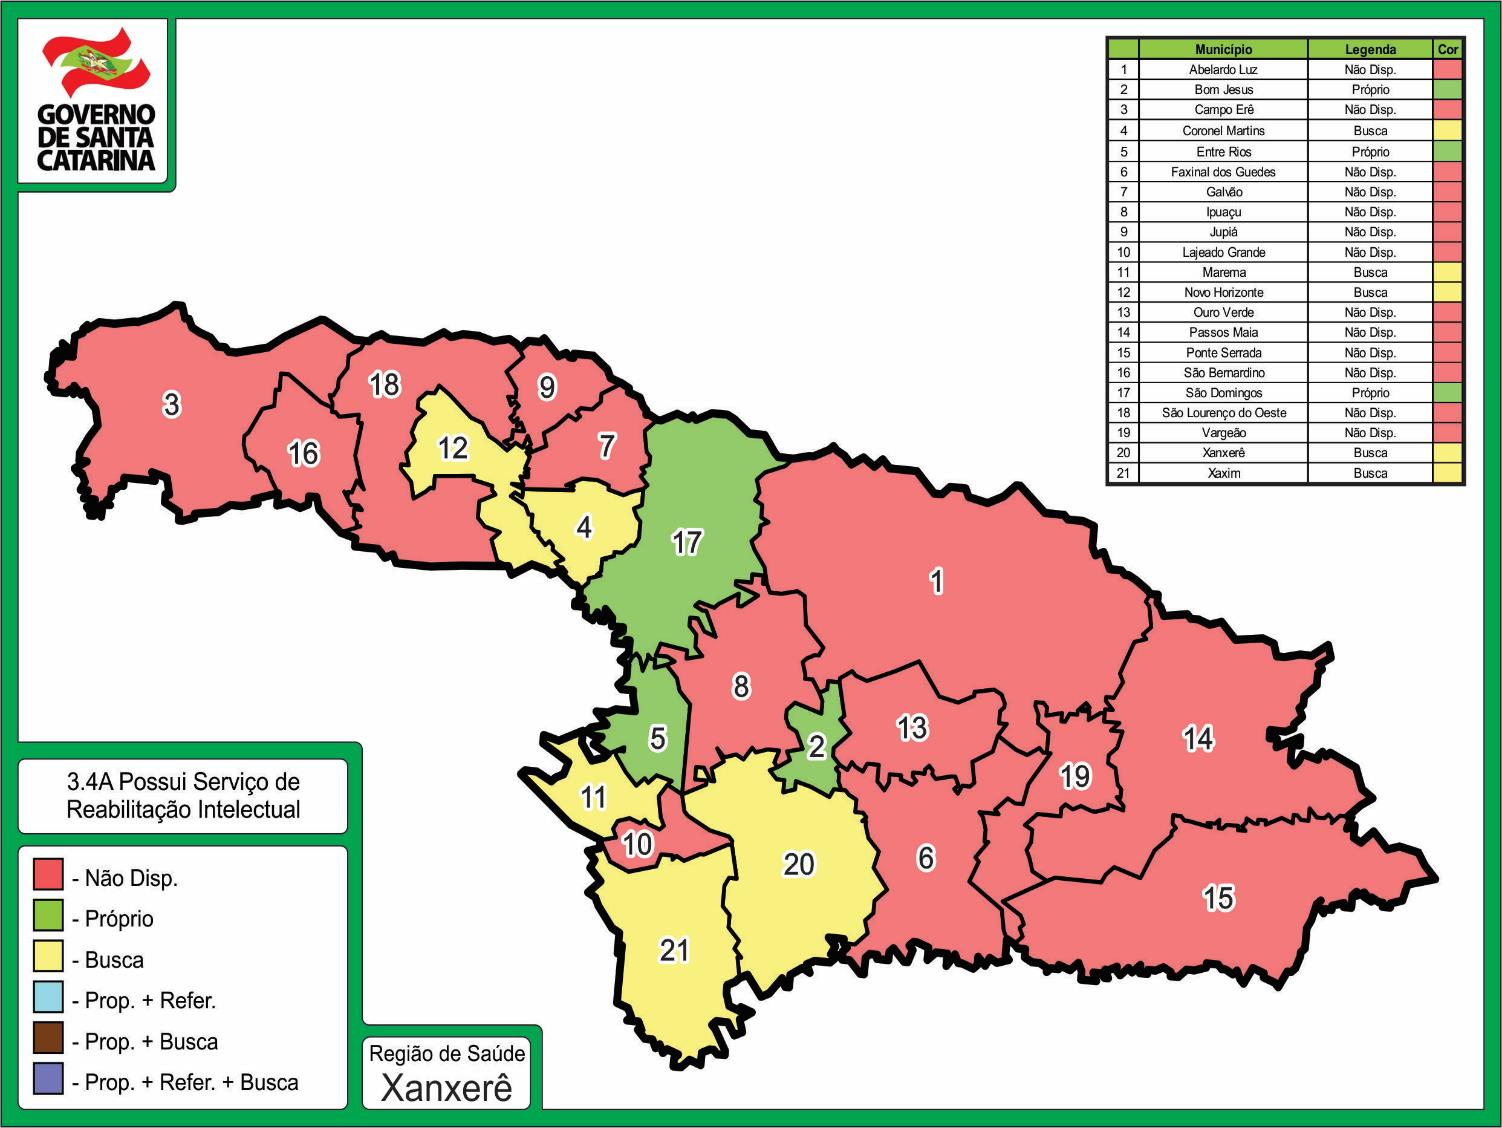 GOVERNO
DE SANTA
CATARINA
Município Legenda Cor
1 Abelardo Luz Não Disp.
2 Bom Jesus Próprio
3 Campo Erê Não Disp.
4 Coronel Martins Busca
5 Entre Rios Próprio
6 Faxinal dos Guedes Não Disp.
7 Galvão Não Disp.
8 Ipuaçu Não Disp.
9 Jupiá Não Disp.
10 Lajeado Grande Não Disp.
11 Marema Busca
12 Novo Horizonte Busca
13 Ouro Verde Não Disp.
14 Passos Maia Não Disp.
15 Ponte Serrada Não Disp.
16 São Bernardino Não Disp.
17 São Domingos Próprio
18 São Lourenço do Oeste Não Disp.
19 Vargeão Não Disp.
20 Xanxerê Busca
21 Xaxim Busca
3
16
18
12
9
7
4
17
1
8
5
2
13
19
14
11
10
20
6
15
21
3.4A Possui Serviço de
Reabilitação Intelectual
- Não Disp.
- Próprio
- Busca
- Prop. + Refer.
- Prop. + Busca
- Prop. + Refer. + Busca
Região de Saúde
Xanxerê